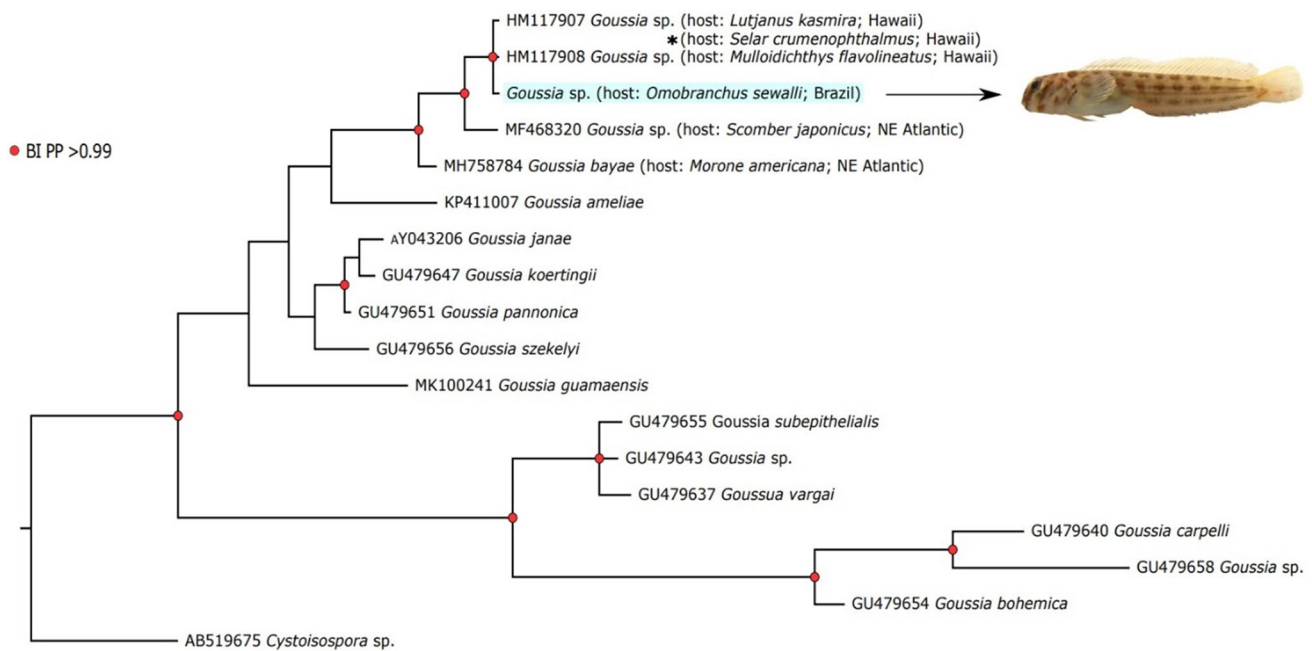 HM117907 Goussia sp. (host: Lutjanus kasmira; Hawaii)
*(host: Selar crumenophthalmus; Hawaii)
HM117908 Goussia sp. (host: Mulloidichthys flavolineatus; Hawaii)
Goussia sp. (host: Omobranchus sewalli; Brazil)
MF468320 Goussia sp. (host: Scomber japonicus; NE Atlantic)
BI PP >0.99
MH758784 Goussia bayae (host: Morone americana; NE Atlantic)
KP411007 Goussia ameliae
AY043206 Goussia janae
GU479647 Goussia koertingii
GU479651 Goussia pannonica
GU479656 Goussia szekelyi
MK100241 Goussia guamaensis
GU479655 Goussia subepithelialis
GU479643 Goussia sp.
GU479637 Goussua vargai
GU479640 Goussia carpelli
GU479658 Goussia sp.
GU479654 Goussia bohemica
AB519675 Cystoisospora sp.